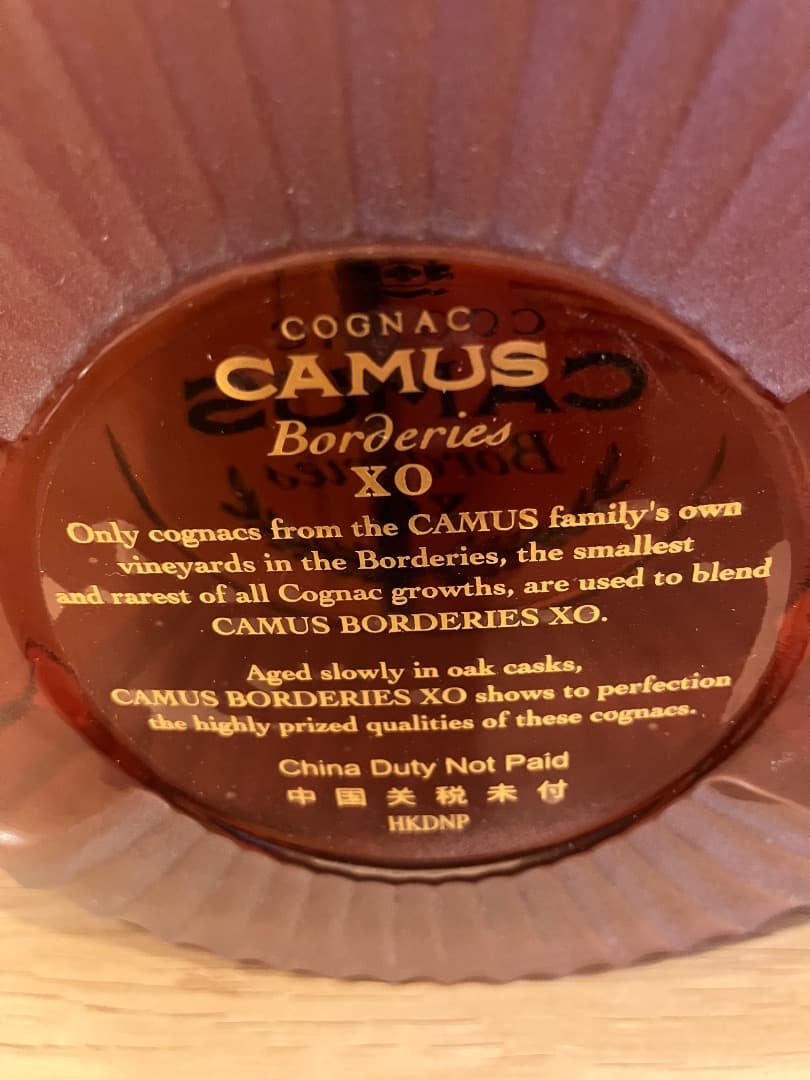 COGNAC
CAMUS
Borderies
XO
Only cognacs from the CAMUS family's own
vineyards in the Borderies, the smallest
and rarest of all Cognac growths, are used to blend
CAMUS BORDERIES XO.
Aged slowly in oak casks,
CAMUS BORDERIES XO shows to perfection
the highly prized qualities of these cognacs.
China Duty Not Paid
中国关税未付
HKDNP